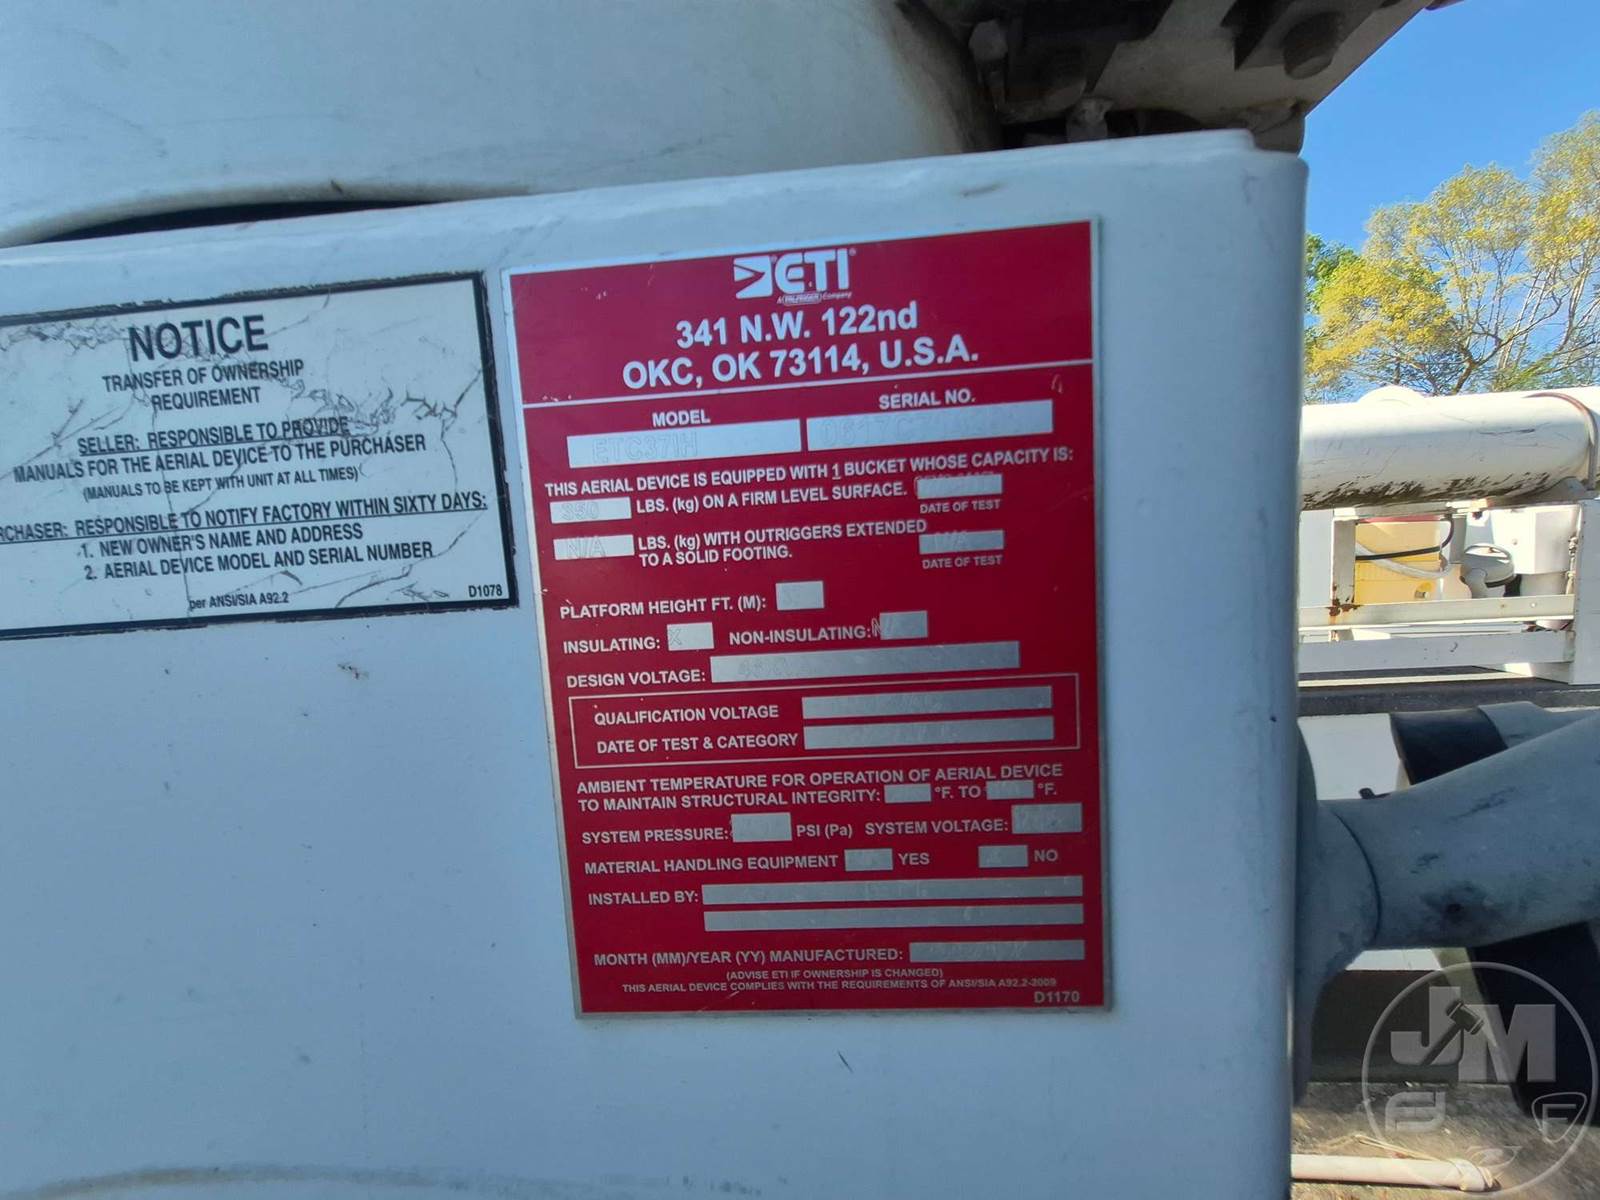 NOTICE
TRANSFER OF OWNERSHIP
REQUIREMENT
SELLER: RESPONSIBLE TO PROVIDE
MANUALS FOR THE AERIAL DEVICE TO THE PURCHASER
(MANUALS TO BE KEPT WITH UNIT AT ALL TIMES)
RCHASER: RESPONSIBLE TO NOTIFY FACTORY WITHIN SIXTY DAYS:
1. NEW OWNER'S NAME AND ADDRESS
2. AERIAL DEVICE MODEL AND SERIAL NUMBER
per ANSI/SIA A92.2
D1078
ETI
A PALFINGER Company
341 N.W. 122nd
OKC, OK 73114, U.S.A.
MODEL SERIAL NO.
ETC37IH
THIS AERIAL DEVICE IS EQUIPPED WITH 1 BUCKET WHOSE CAPACITY IS:
350 LBS. (kg) ON A FIRM LEVEL SURFACE.
DATE OF TEST
N/A LBS. (kg) WITH OUTRIGGERS EXTENDED N/A
TO A SOLID FOOTING.
DATE OF TEST
PLATFORM HEIGHT FT. (M):
INSULATING: X NON-INSULATING:
DESIGN VOLTAGE:
QUALIFICATION VOLTAGE
DATE OF TEST & CATEGORY
AMBIENT TEMPERATURE FOR OPERATION OF AERIAL DEVICE
TO MAINTAIN STRUCTURAL INTEGRITY: °F. TO °F.
SYSTEM PRESSURE: PSI (Pa) SYSTEM VOLTAGE:
MATERIAL HANDLING EQUIPMENT YES NO
INSTALLED BY:
MONTH (MM)/YEAR (YY) MANUFACTURED:
(ADVISE ETI IF OWNERSHIP IS CHANGED)
THIS AERIAL DEVICE COMPLIES WITH THE REQUIREMENTS OF ANSI/SIA A92.2-2009
D1170
JM